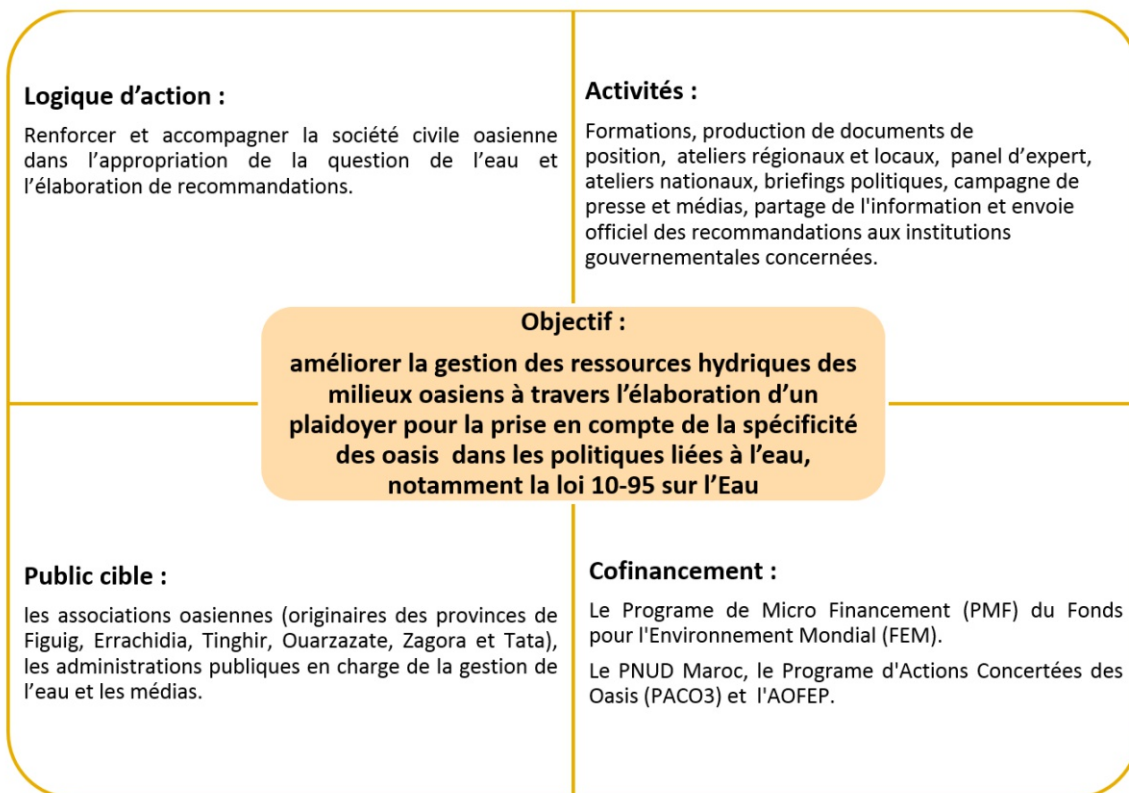 Logique d'action :
Renforcer et accompagner la société civile oasienne
dans l'appropriation de la question de l'eau et
l'élaboration de recommandations.
Activités :
Formations, production de documents de
position, ateliers régionaux et locaux, panel d'expert,
ateliers nationaux, briefings politiques, campagne de
presse et médias, partage de l'information et envoie
officiel des recommandations aux institutions
gouvernementales concernées.
Objectif :
améliorer la gestion des ressources hydriques des
milieux oasiens à travers l'élaboration d'un
plaidoyer pour la prise en compte de la spécificité
des oasis dans les politiques liées à l'eau,
notamment la loi 10-95 sur l'Eau
Public cible :
les associations oasiennes (originaires des provinces de
Figuig, Errachidia, Tinghir, Ouarzazate, Zagora et Tata),
les administrations publiques en charge de la gestion de
l'eau et les médias.
Cofinancement :
Le Programe de Micro Financement (PMF) du Fonds
pour l'Environnement Mondial (FEM).
Le PNUD Maroc, le Programe d'Actions Concertées des
Oasis (PACO3) et l'AOFEP.